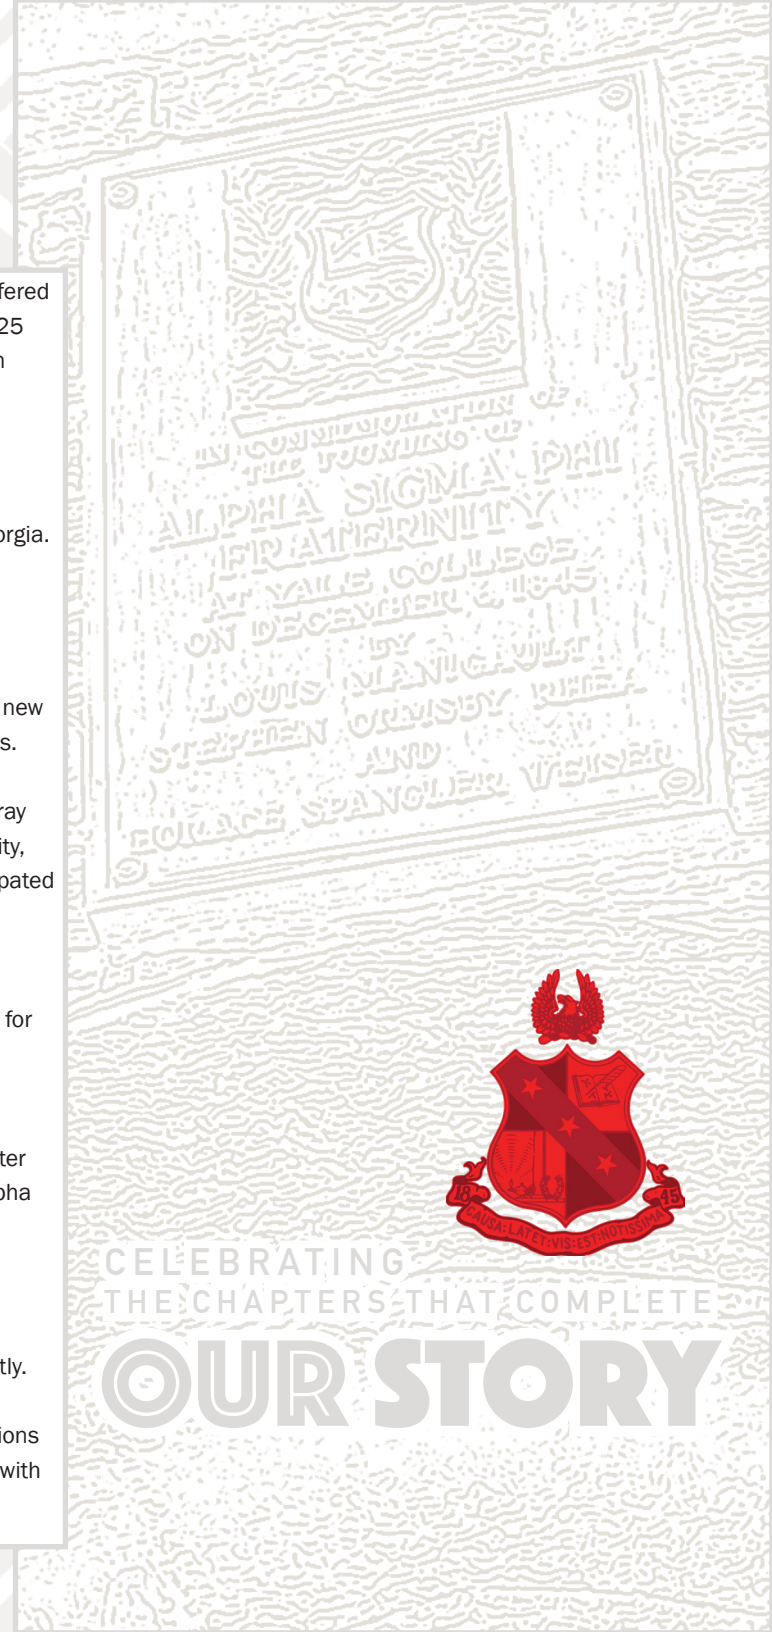 fered
25
n
orgia.
new
s.
ray
ity,
pated
for
ter
pha
tly.
ions
with
IN COMMEMORATION OF
THE FOUNDING OF
ALPHA SIGMA PHI
FRATERNITY
AT YALE COLLEGE
ON DECEMBER 6, 1845
BY
LOUIS MANIGAULT
STEPHEN ORMSBY RHEA
AND
HORACE SPANGLER WEISER
18 45
CAUSA:LATET:VIS:EST:NOTISSIMA
CELEBRATING
THE CHAPTERS THAT COMPLETE
OUR STORY